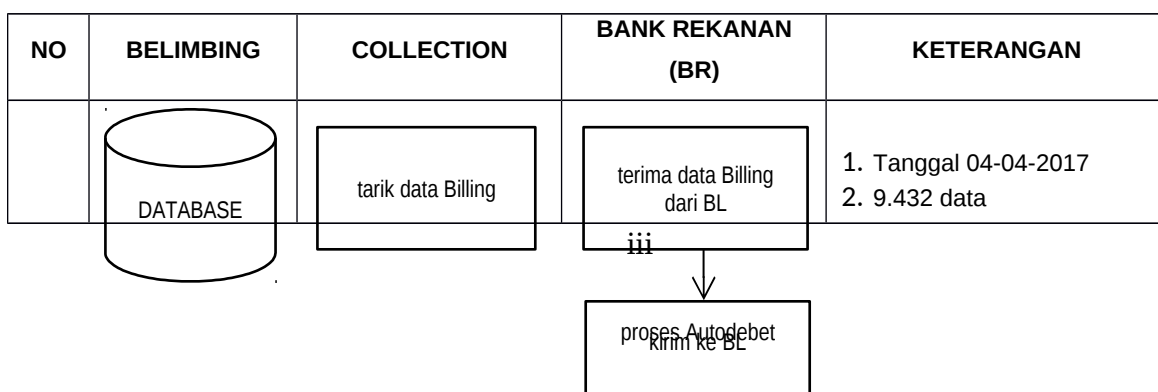 NO BELIMBING COLLECTION BANK REKANAN (BR) KETERANGAN
DATABASE
tarik data Billing
terima data Billing
dari BL
1. Tanggal 04-04-2017
2. 9.432 data
iii
proses Autodebet
kirim ke BL